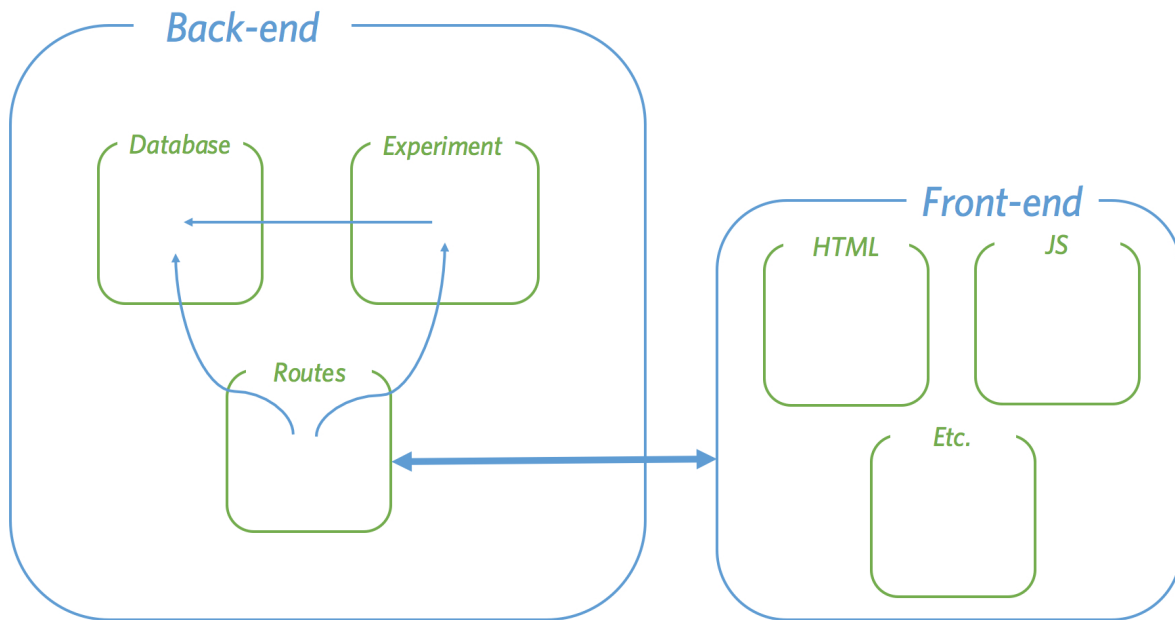 Back-end
Database
Experiment
Routes
Front-end
HTML
JS
Etc.